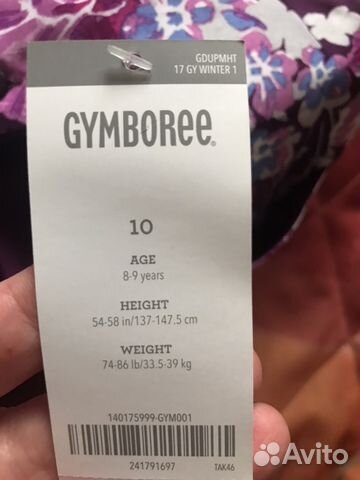 GDUPMHT
17 GY WINTER 1
GYMBOREE®
10
AGE
8-9 years
HEIGHT
54-58 in/137-147.5 cm
WEIGHT
74-86 lb/33.5-39 kg
140175999-GYM001
241791697 TAK46
Avito